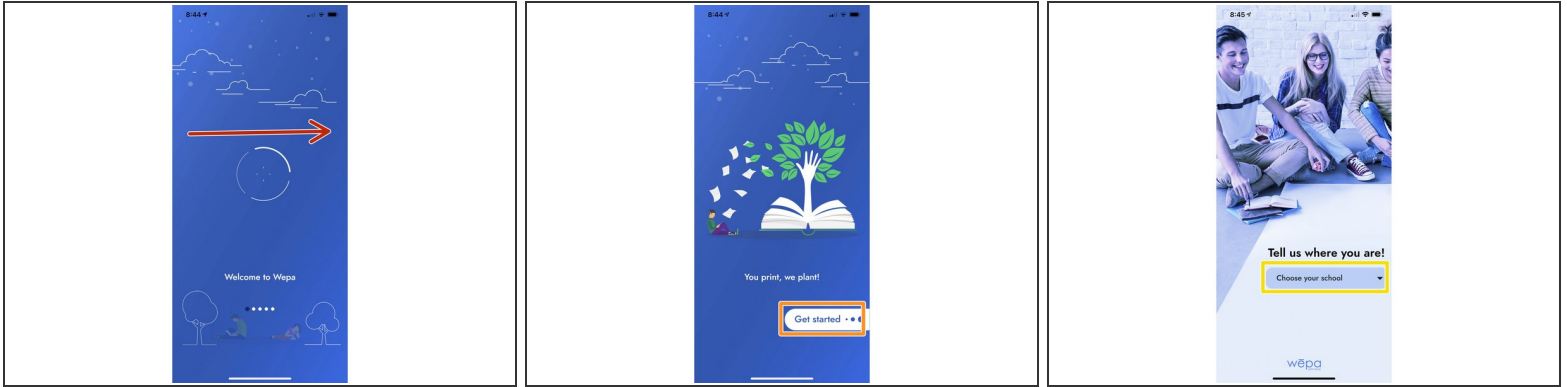 8:44
Welcome to Wepa
8:44
You print, we plant!
Get started
8:45
Tell us where you are!
Choose your school
wēpa